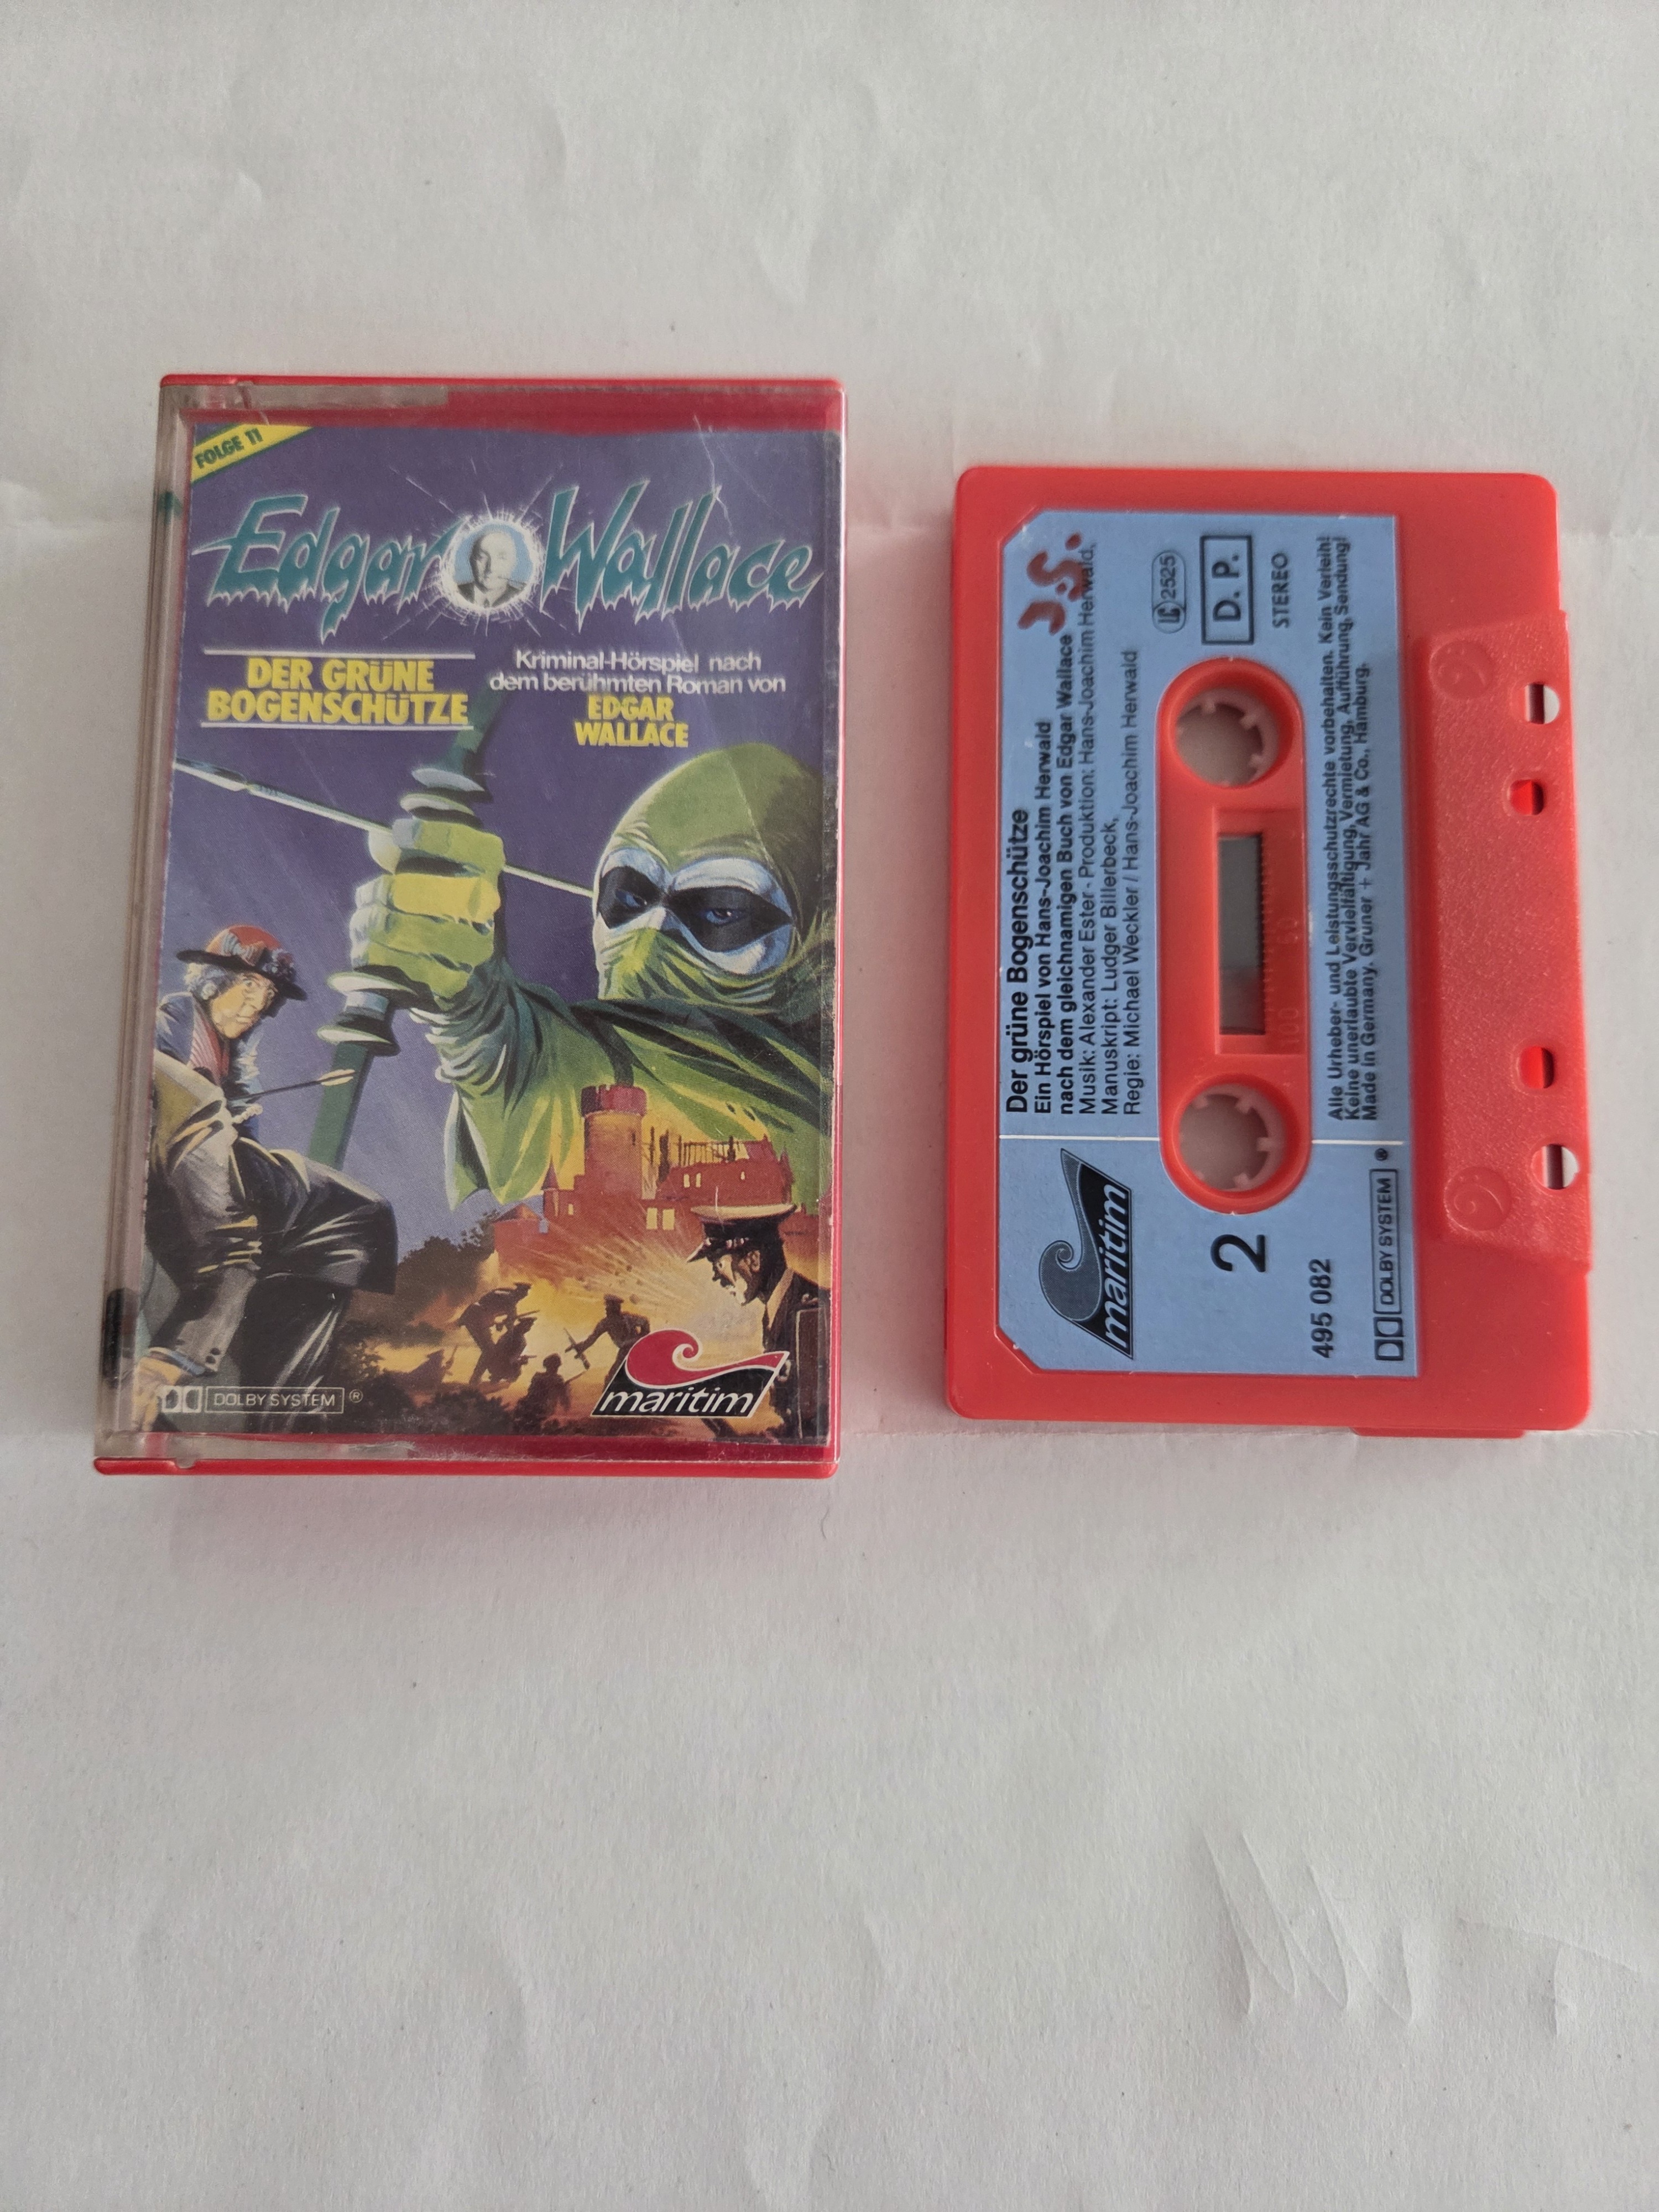 FOLGE 11
Edgar Wallace
DER GRÜNE
BOGENSCHÜTZE
Kriminal-Hörspiel nach
dem berühmten Roman von
EDGAR
WALLACE
DOLBY SYSTEM ®
maritim
J.S.
Der grüne Bogenschütze
Ein Hörspiel von Hans-Joachim Herwald
nach dem gleichnamigen Buch von Edgar Wallace
Musik: Alexander Ester - Produktion: Hans-Joachim Herwald,
Manuskript: Ludger Billerbeck,
Regie: Michael Weckler / Hans-Joachim Herwald
LC 2525
D. P.
STEREO
maritim
2
495 082
100 50
Alle Urheber- und Leistungsschutzrechte vorbehalten. Kein Verleih!
Keine unerlaubte Vervielfältigung, Vermietung, Aufführung, Sendung!
Made in Germany. Gruner + Jahr AG & Co., Hamburg.
DOLBY SYSTEM ®